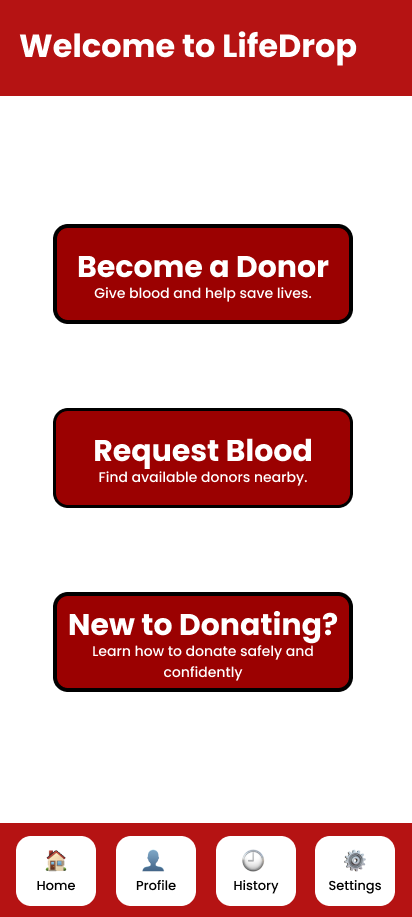 Welcome to LifeDrop
Become a Donor
Give blood and help save lives.
Request Blood
Find available donors nearby.
New to Donating?
Learn how to donate safely and
confidently
Home
Profile
History
Settings